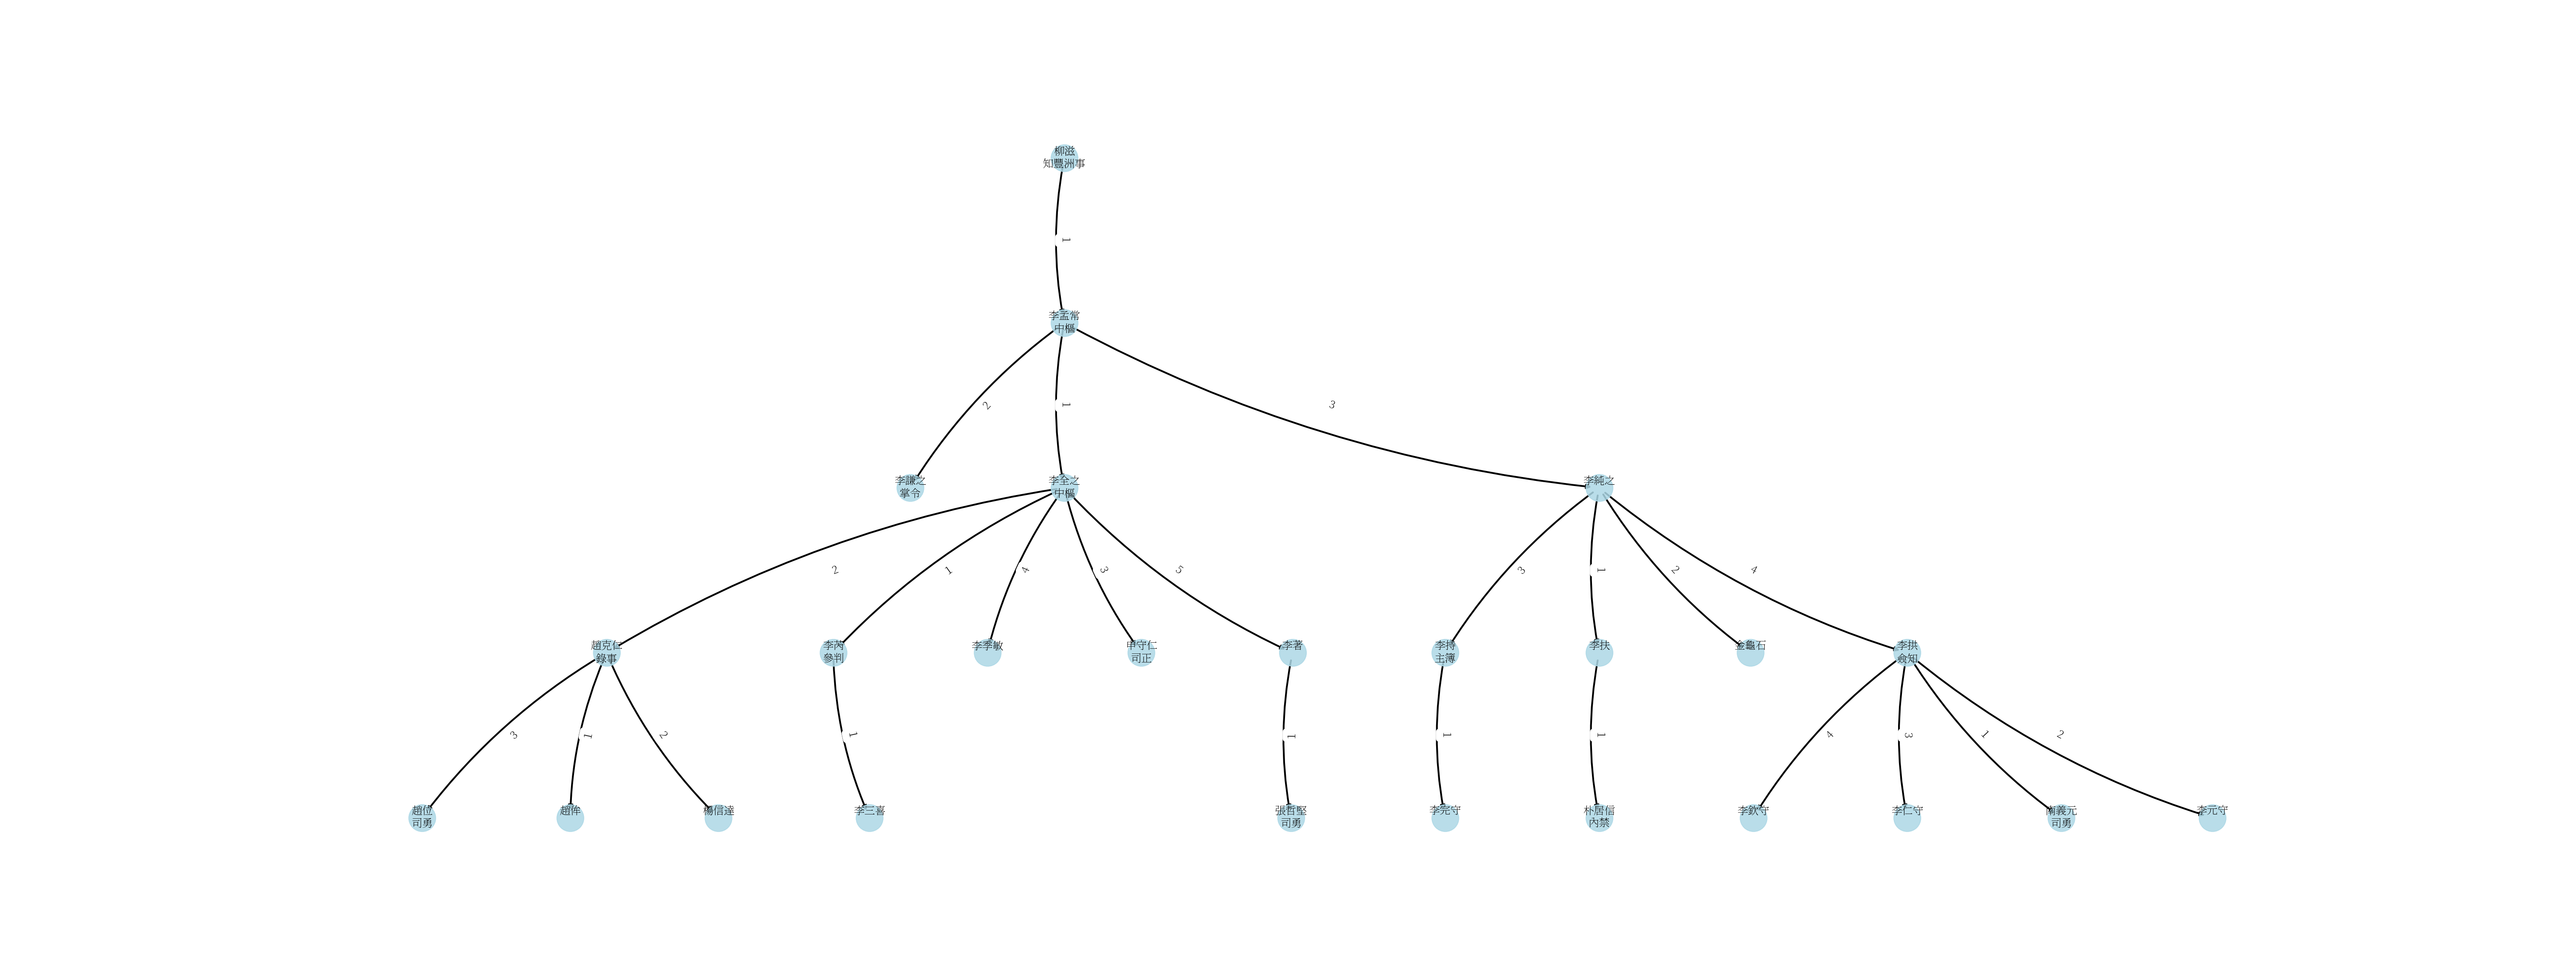 柳滋
知豐洲事
1
李孟常
中樞
2
1
3
李謙之
掌令
李全之
中樞
李純之
2
1
4
3
5
3
1
2
4
趙克仁
錄事
李芮
參判
李季敏
申守仁
司正
李著
李持
主簿
李扶
金龜石
李拱
僉知
3
1
2
1
1
1
1
4
3
1
2
趙位
司勇
趙侔
楊信達
李三喜
張哲堅
司勇
李完守
朴居信
內禁
李欽守
李仁守
南義元
司勇
李元守